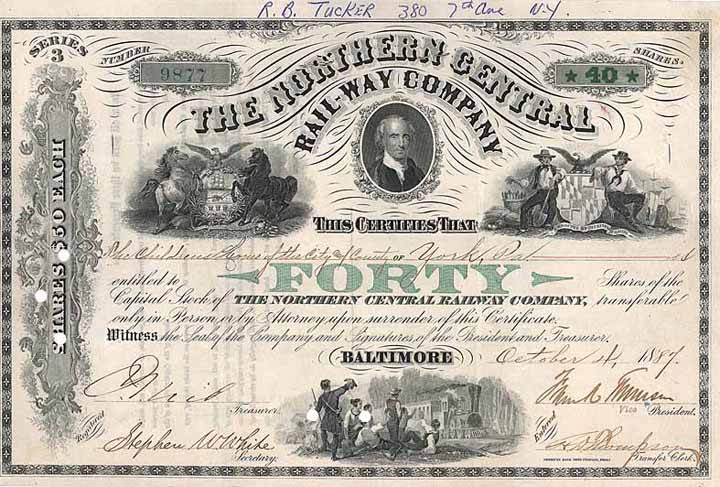 R. B. TUCKER 380 7th Ave N.Y.
SERIES
3
NUMBER
9877
SHARES.
★ 40 ★
THE NORTHERN CENTRAL
RAIL-WAY COMPANY
SHARES $50 EACH
THIS CERTIFIES THAT
The Children's Home of the City & County of York, Pa. is
entitled to FORTY Shares of the
Capital Stock of THE NORTHERN CENTRAL RAILWAY COMPANY, transferable
only in Person, or by Attorney upon surrender of this Certificate.
Witness the Seal of the Company and Signatures of the President and Treasurer.
BALTIMORE October 4, 1887.
Treasurer.
Vice President.
Registered
Stephen W. White
Secretary.
Entered
Transfer Clerk.